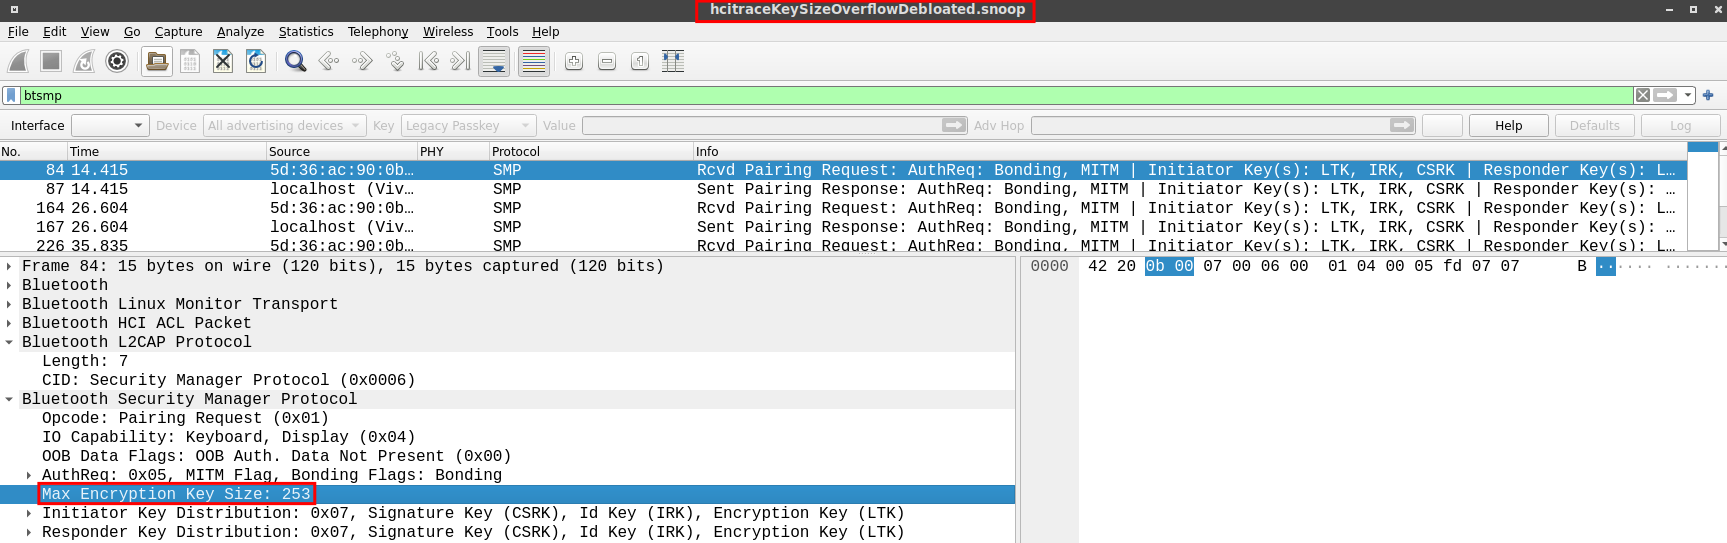 hcitraceKeySizeOverflowDebloated.snoop
File Edit View Go Capture Analyze Statistics Telephony Wireless Tools Help
btsmp
Interface Device All advertising devices Key Legacy Passkey Value Adv Hop Help Defaults Log
No. Time Source PHY Protocol Info
84 14.415 5d:36:ac:90:0b… SMP Rcvd Pairing Request: AuthReq: Bonding, MITM | Initiator Key(s): LTK, IRK, CSRK | Responder Key(s): L…
87 14.415 localhost (Viv… SMP Sent Pairing Response: AuthReq: Bonding, MITM | Initiator Key(s): LTK, IRK, CSRK | Responder Key(s): …
164 26.604 5d:36:ac:90:0b… SMP Rcvd Pairing Request: AuthReq: Bonding, MITM | Initiator Key(s): LTK, IRK, CSRK | Responder Key(s): L…
167 26.604 localhost (Viv… SMP Sent Pairing Response: AuthReq: Bonding, MITM | Initiator Key(s): LTK, IRK, CSRK | Responder Key(s): …
226 35.835 5d:36:ac:90:0b… SMP Rcvd Pairing Request: AuthReq: Bonding, MITM | Initiator Key(s): LTK, IRK, CSRK | Responder Key(s): L…
Frame 84: 15 bytes on wire (120 bits), 15 bytes captured (120 bits)
Bluetooth
Bluetooth Linux Monitor Transport
Bluetooth HCI ACL Packet
Bluetooth L2CAP Protocol
Length: 7
CID: Security Manager Protocol (0x0006)
Bluetooth Security Manager Protocol
Opcode: Pairing Request (0x01)
IO Capability: Keyboard, Display (0x04)
OOB Data Flags: OOB Auth. Data Not Present (0x00)
AuthReq: 0x05, MITM Flag, Bonding Flags: Bonding
Max Encryption Key Size: 253
Initiator Key Distribution: 0x07, Signature Key (CSRK), Id Key (IRK), Encryption Key (LTK)
Responder Key Distribution: 0x07, Signature Key (CSRK), Id Key (IRK), Encryption Key (LTK)
0000 42 20 0b 00 07 00 06 00 01 04 00 05 fd 07 07 B ······ ·······